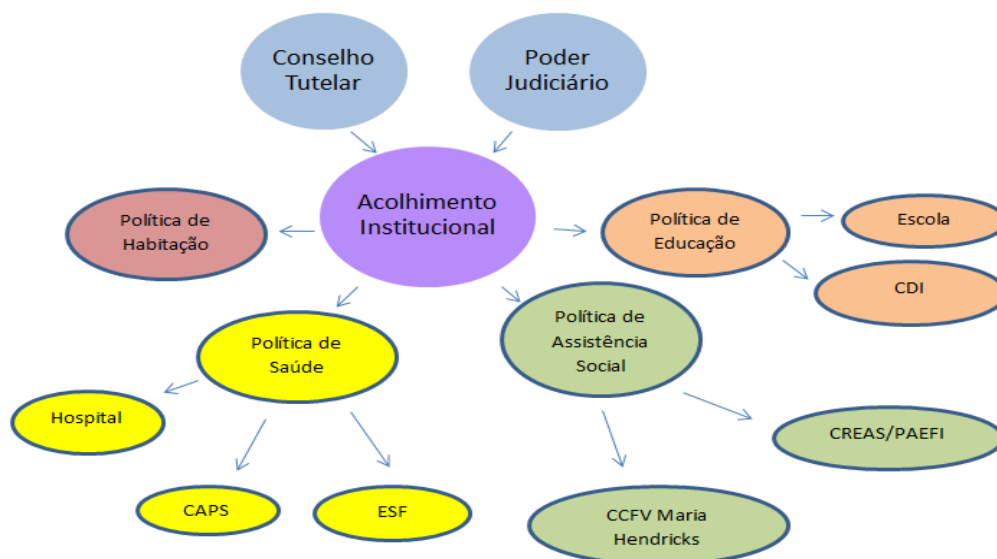 Conselho
Tutelar
Poder
Judiciário
Acolhimento
Institucional
Política de
Habitação
Política de
Educação
Escola
CDI
Política de
Saúde
Política de
Assistência
Social
Hospital
CREAS/PAEFI
CAPS
ESF
CCFV Maria
Hendricks